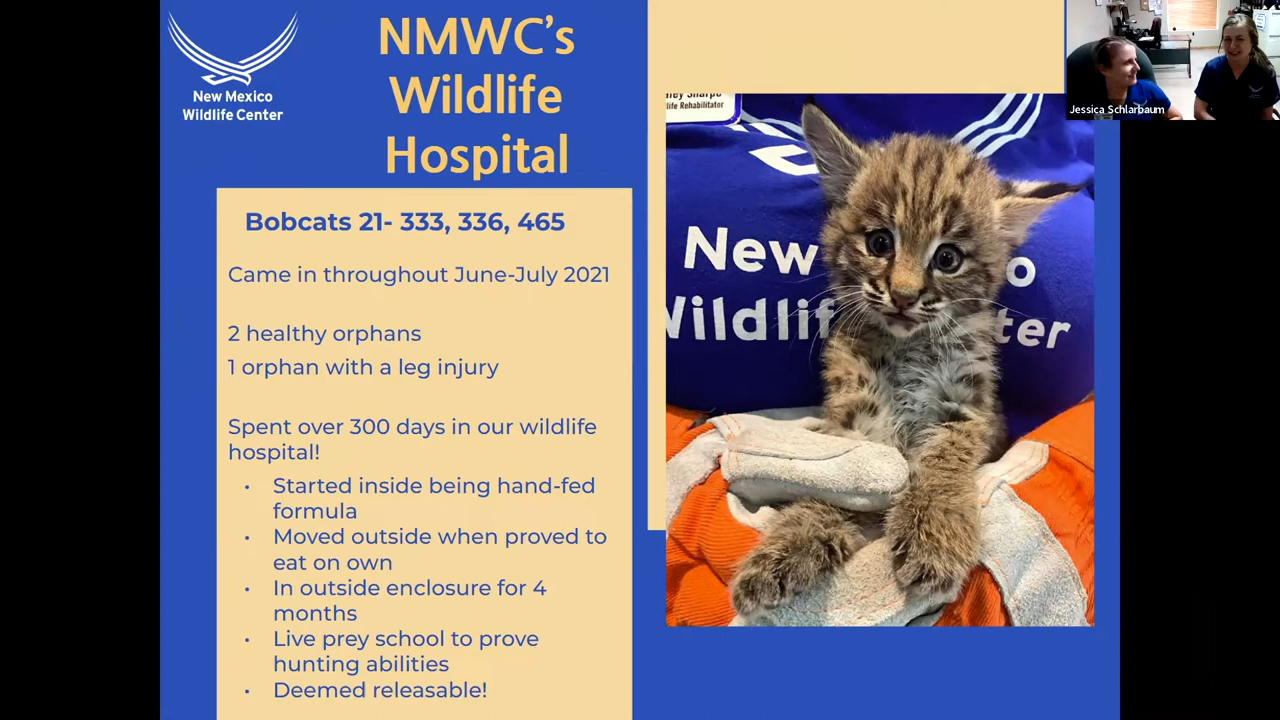 New Mexico
Wildlife Center
NMWC's
Wildlife
Hospital
Bobcats 21- 333, 336, 465
Came in throughout June-July 2021
2 healthy orphans
1 orphan with a leg injury
Spent over 300 days in our wildlife
hospital!
• Started inside being hand-fed
formula
• Moved outside when proved to
eat on own
• In outside enclosure for 4
months
• Live prey school to prove
hunting abilities
• Deemed releasable!
Sharpe
life Rehabilitator
New o
Wildlif ter
Jessica Schlarbaum